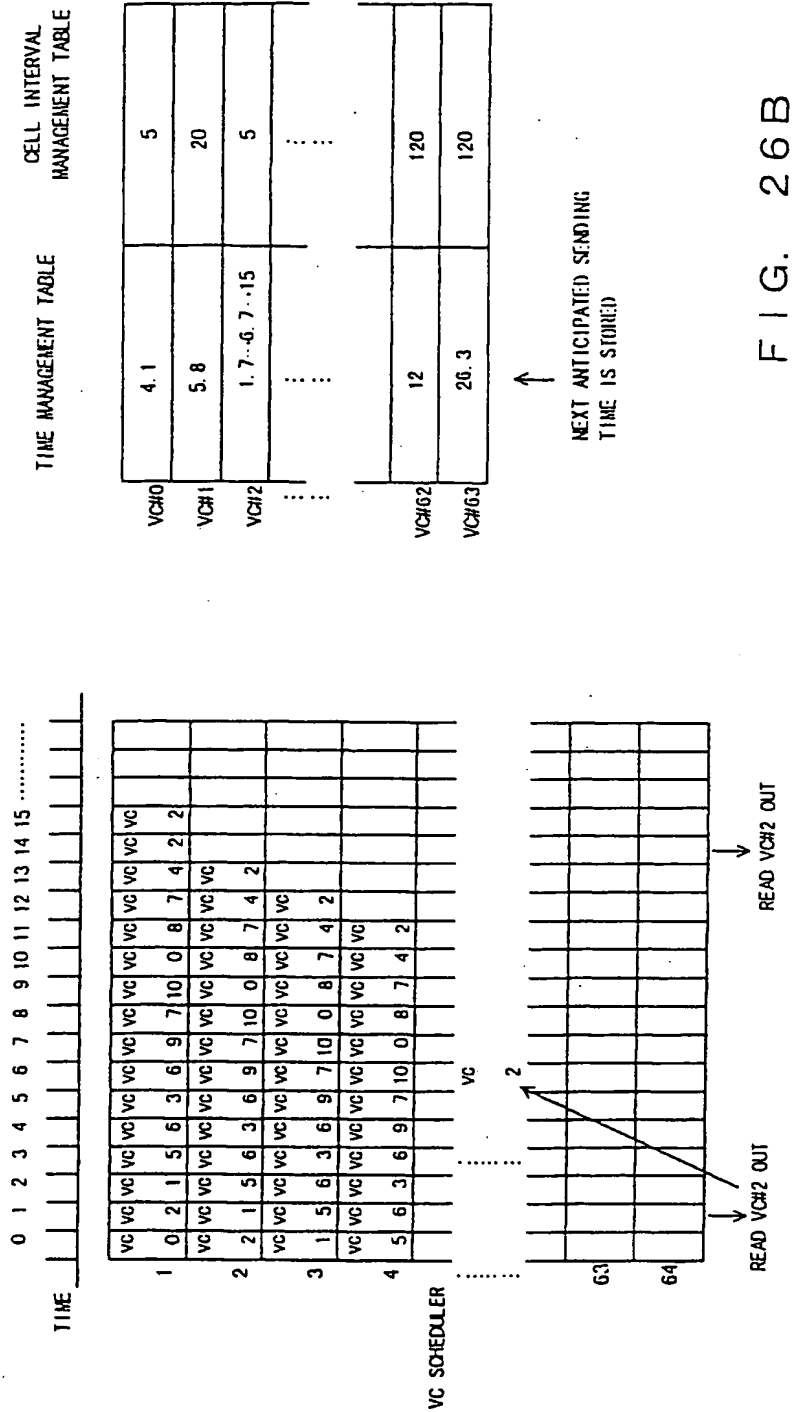 TIME 0 1 2 3 4 5 6 7 8 9 10 11 12 13 14 15 ............
VC SCHEDULER
VC VC VC VC VC VC VC VC VC VC VC VC VC VC VC VC
1 0 2 1 5 6 3 6 9 7 10 0 8 7 4 2 2
VC VC VC VC VC VC VC VC VC VC VC VC VC VC
2 2 1 5 6 3 6 9 7 10 0 8 7 4 2
VC VC VC VC VC VC VC VC VC VC VC VC VC
3 1 5 6 3 6 9 7 10 0 8 7 4 2
VC VC VC VC VC VC VC VC VC VC VC VC
4 5 6 3 6 9 7 10 0 8 7 4 2
VC
2
63
64
READ VC#2 OUT
READ VC#2 OUT
TIME MANAGEMENT TABLE
CELL INTERVAL
MANAGEMENT TABLE
VC#0 4.1 5
VC#1 5.8 20
VC#2 1.7→6.7→15 5
VC#62 12 120
VC#63 26.3 120
NEXT ANTICIPATED SENDING
TIME IS STORED
FIG. 26B